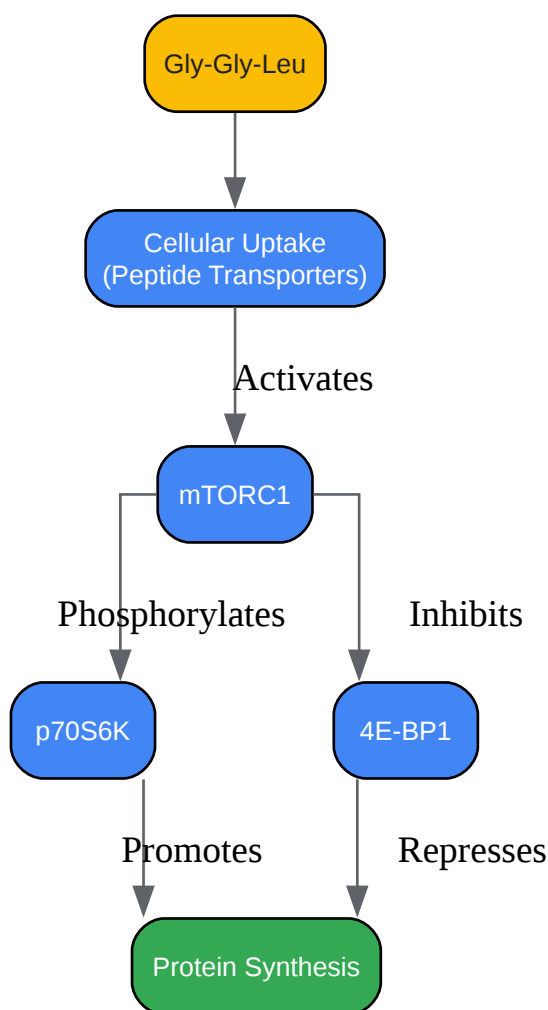 Gly-Gly-Leu
Cellular Uptake
(Peptide Transporters)
Activates
mTORC1
Phosphorylates
Inhibits
p70S6K
4E-BP1
Promotes
Represses
Protein Synthesis